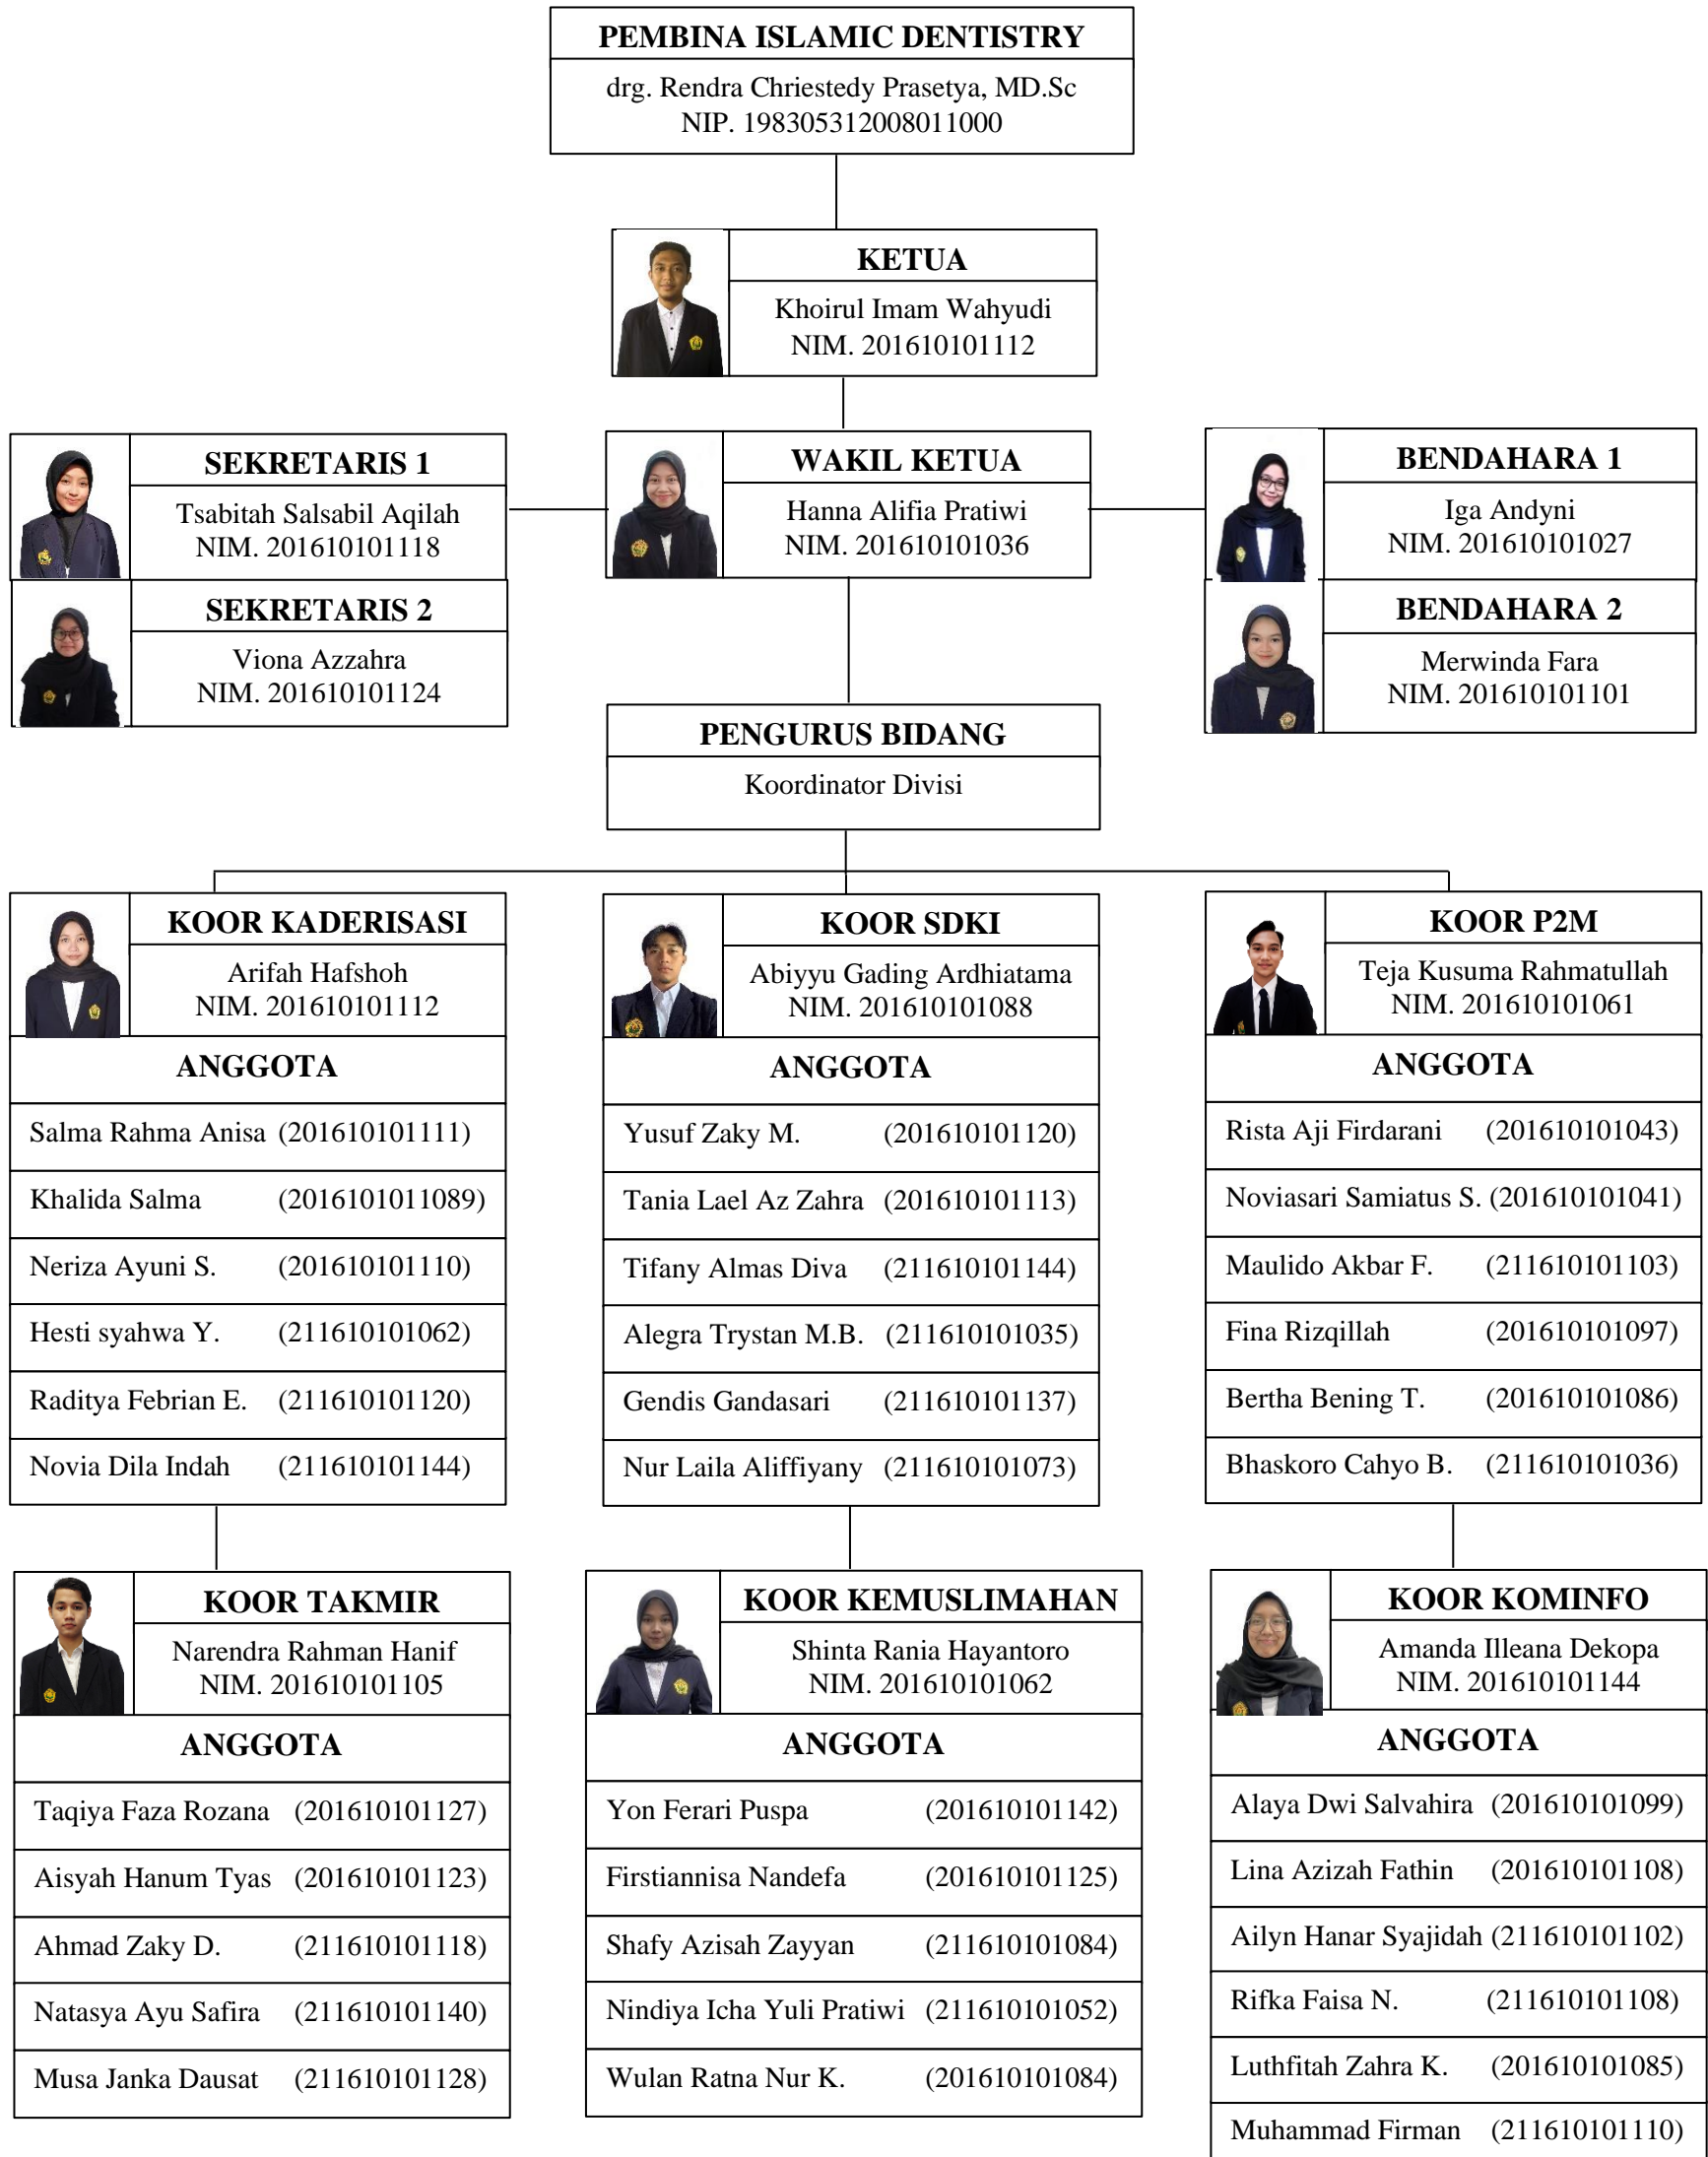 PEMBINA ISLAMIC DENTISTRY
drg. Rendra Chriestedy Prasetya, MD.Sc
NIP. 198305312008011000
KETUA
Khoirul Imam Wahyudi
NIM. 201610101112
SEKRETARIS 1
Tsabitah Salsabil Aqilah
NIM. 201610101118
SEKRETARIS 2
Viona Azzahra
NIM. 201610101124
WAKIL KETUA
Hanna Alifia Pratiwi
NIM. 201610101036
BENDAHARA 1
Iga Andyni
NIM. 201610101027
BENDAHARA 2
Merwinda Fara
NIM. 201610101101
PENGURUS BIDANG
Koordinator Divisi
KOOR KADERISASI
Arifah Hafshoh
NIM. 201610101112
ANGGOTA
Salma Rahma Anisa (201610101111)
Khalida Salma (2016101011089)
Neriza Ayuni S. (201610101110)
Hesti syahwa Y. (211610101062)
Raditya Febrian E. (211610101120)
Novia Dila Indah (211610101144)
KOOR SDKI
Abiyyu Gading Ardhiatama
NIM. 201610101088
ANGGOTA
Yusuf Zaky M. (201610101120)
Tania Lael Az Zahra (201610101113)
Tifany Almas Diva (211610101144)
Alegra Trystan M.B. (211610101035)
Gendis Gandasari (211610101137)
Nur Laila Aliffiyany (211610101073)
KOOR P2M
Teja Kusuma Rahmatullah
NIM. 201610101061
ANGGOTA
Rista Aji Firdarani (201610101043)
Noviasari Samiatus S. (201610101041)
Maulido Akbar F. (211610101103)
Fina Rizqillah (201610101097)
Bertha Bening T. (201610101086)
Bhaskoro Cahyo B. (211610101036)
KOOR TAKMIR
Narendra Rahman Hanif
NIM. 201610101105
ANGGOTA
Taqiya Faza Rozana (201610101127)
Aisyah Hanum Tyas (201610101123)
Ahmad Zaky D. (211610101118)
Natasya Ayu Safira (211610101140)
Musa Janka Dausat (211610101128)
KOOR KEMUSLIMAHAN
Shinta Rania Hayantoro
NIM. 201610101062
ANGGOTA
Yon Ferari Puspa (201610101142)
Firstiannisa Nandefa (201610101125)
Shafy Azisah Zayyan (211610101084)
Nindiya Icha Yuli Pratiwi (211610101052)
Wulan Ratna Nur K. (201610101084)
KOOR KOMINFO
Amanda Illeana Dekopa
NIM. 201610101144
ANGGOTA
Alaya Dwi Salvahira (201610101099)
Lina Azizah Fathin (201610101108)
Ailyn Hanar Syajidah (211610101102)
Rifka Faisa N. (211610101108)
Luthfitah Zahra K. (201610101085)
Muhammad Firman (211610101110)